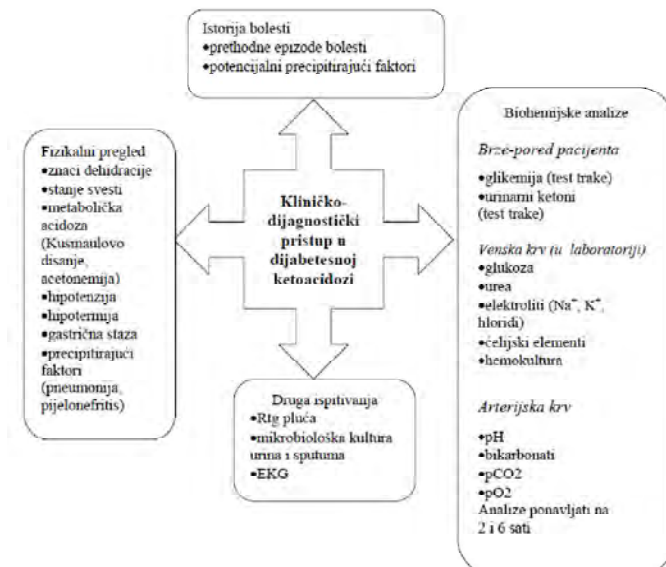 Istorija bolesti
•prethodne epizode bolesti
•potencijalni precipitirajući faktori
Fizikalni pregled
•znaci dehidracije
•stanje svesti
•metabolička
acidoza
(Kusmaulovo
disanje,
acetonemija)
•hipotenzija
•hipotermija
•gastrična staza
•precipitirajući
faktori
(pneumonija,
pijelonefritis)
Kliničko-
dijagnostički
pristup u
dijabetesnoj
ketoacidozi
Druga ispitivanja
•Rtg pluća
•mikrobiološka kultura
urina i sputuma
•EKG
Biohemijske analize
Brze-pored pacijenta
•glikemija (test trake)
•urinarni ketoni
(test trake)
Venska krv (u laboratoriji)
•glukoza
•urea
•elektroliti (Na⁺, K⁺,
hloridi)
•ćelijski elementi
•hemokultura
Arterijska krv
•pH
•bikarbonati
•pCO2
•pO2
Analize ponavljati na
2 i 6 sati